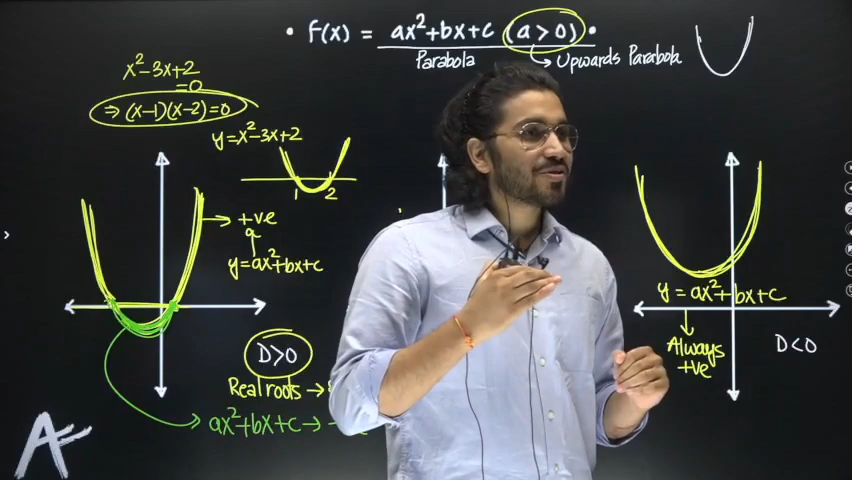 • f(x) = ax²+bx+c (a>0) •
Parabola
→ Upwards Parabola
x²-3x+2
=0
⇒ (x-1)(x-2)=0
y=x²-3x+2
1 2
→ +ve
a
y=ax²+bx+c
D>0
Real roots →
ax²+bx+c →
y = ax²+bx+c
Always
+ve
D<0